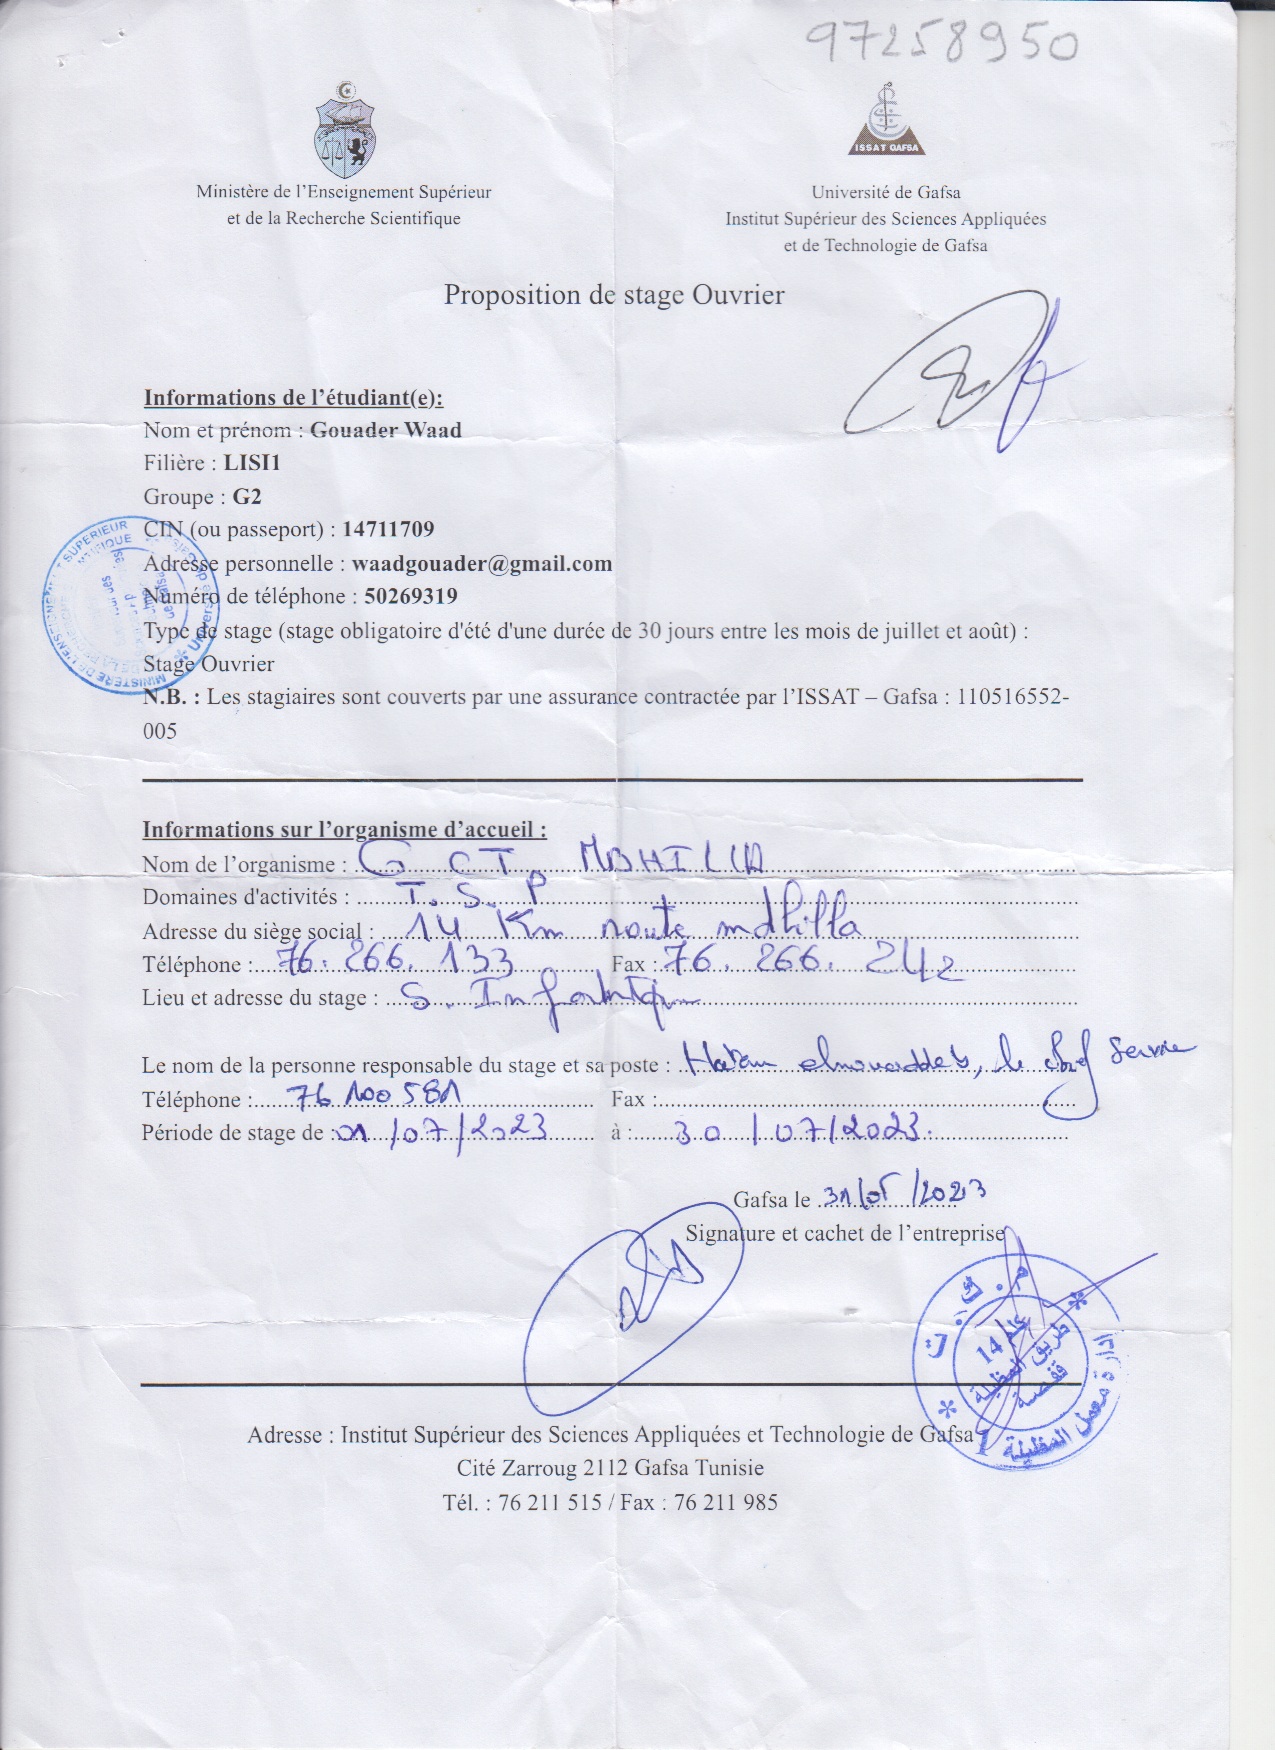 97258950
ISSAT GAFSA
Ministère de l'Enseignement Supérieur
et de la Recherche Scientifique
Université de Gafsa
Institut Supérieur des Sciences Appliquées
et de Technologie de Gafsa
Proposition de stage Ouvrier
Informations de l'étudiant(e):
Nom et prénom : Gouader Waad
Filière : LISI1
Groupe : G2
CIN (ou passeport) : 14711709
Adresse personnelle : waadgouader@gmail.com
Numéro de téléphone : 50269319
Type de stage (stage obligatoire d'été d'une durée de 30 jours entre les mois de juillet et août) :
Stage Ouvrier
N.B. : Les stagiaires sont couverts par une assurance contractée par l'ISSAT – Gafsa : 110516552-
005
Informations sur l'organisme d'accueil :
Nom de l'organisme : G CT MDHILLA
Domaines d'activités : T. S. P
Adresse du siège social : 14 Km route mdhilla
Téléphone : 76. 266. 133 Fax : 76. 266. 242
Lieu et adresse du stage : S. Informatique
Le nom de la personne responsable du stage et sa poste : Hatem , le chef Service
Téléphone : 76 100 581 Fax :
Période de stage de : 01/07/2023 à : 30/07/2023.
Gafsa le 31/05/2023
Signature et cachet de l'entreprise
م.ك.ت
علم 14
طريق المظيلة
قفصة
إدارة معمل المظيلة 1
Adresse : Institut Supérieur des Sciences Appliquées et Technologie de Gafsa
Cité Zarroug 2112 Gafsa Tunisie
Tél. : 76 211 515 / Fax : 76 211 985